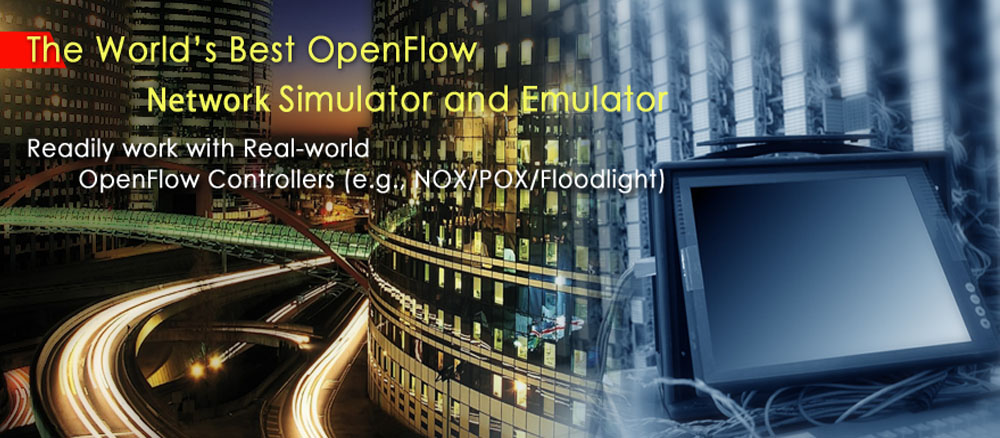 The World's Best OpenFlow
Network Simulator and Emulator
Readily work with Real-world
OpenFlow Controllers (e.g., NOX/POX/Floodlight)